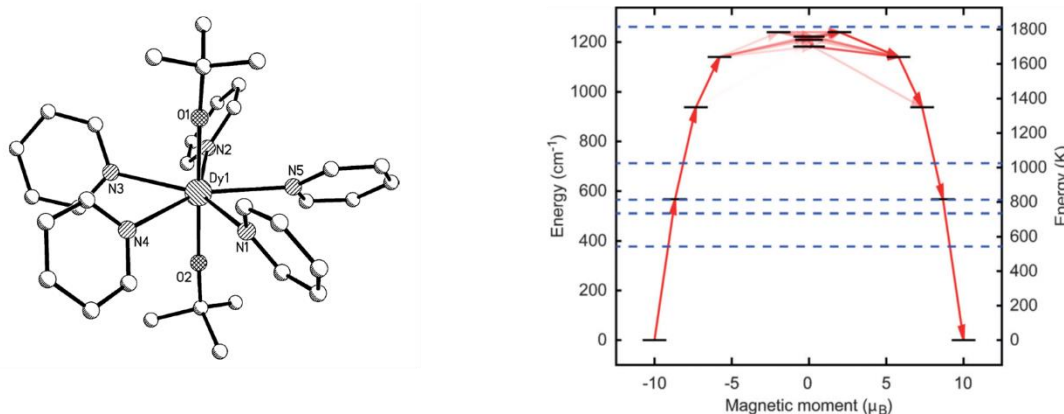 O1
N2
Dy1
N3
N5
N4
N1
O2
Energy (cm⁻¹)
1200
1000
800
600
400
200
0
-10 -5 0 5 10
Magnetic moment (μB)
1800
1600
1400
1200
1000
800
600
400
200
0
Energy (K)